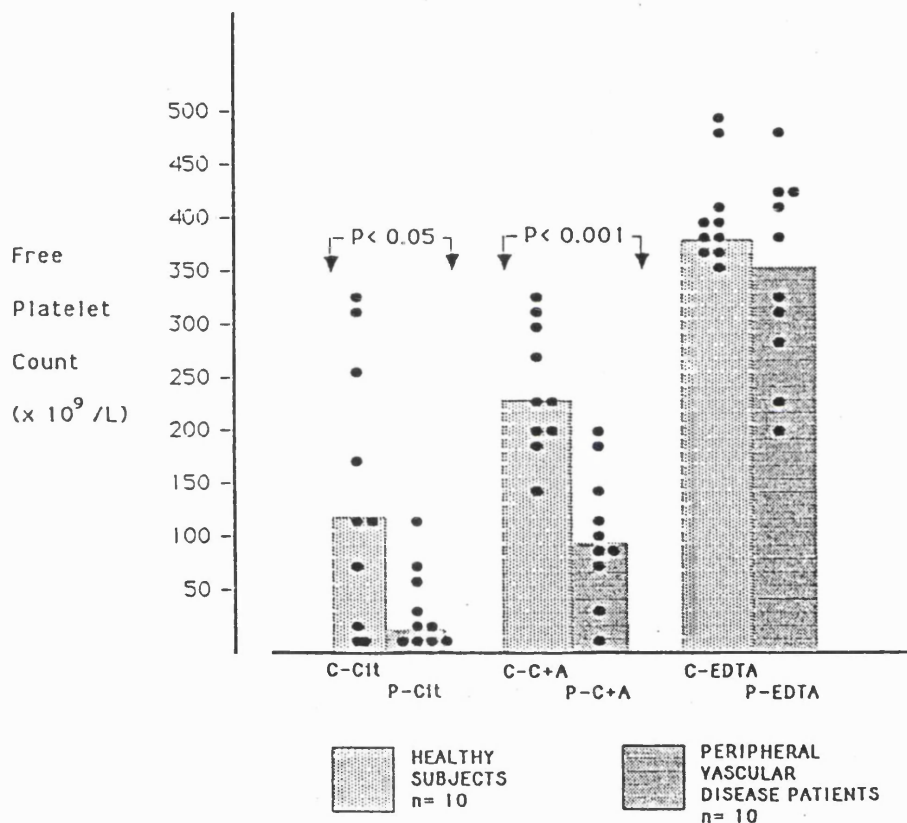 500
450
400
350
300
250
200
150
100
50
Free
Platelet
Count
(x 10⁹ /L)
P< 0.05
P< 0.001
C-Cit
P-Cit
C-C+A
P-C+A
C-EDTA
P-EDTA
HEALTHY
SUBJECTS
n= 10
PERIPHERAL
VASCULAR
DISEASE PATIENTS
n= 10